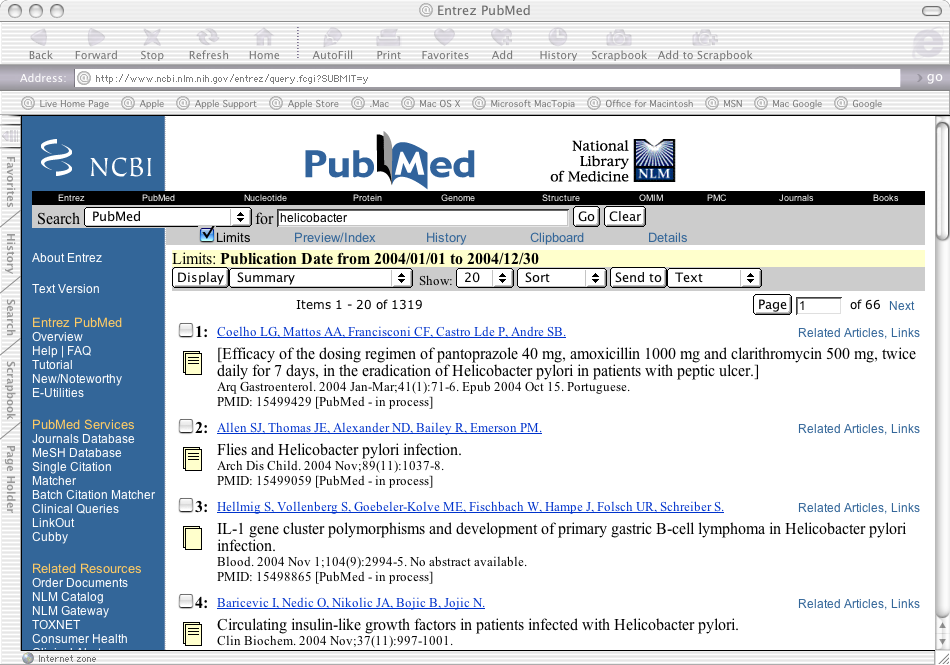 @ Entrez PubMed
Back Forward Stop Refresh Home AutoFill Print Favorites Add History Scrapbook Add to Scrapbook
Address: @ http://www.ncbi.nlm.nih.gov/entrez/query.fcgi?SUBMIT=y go
@ Live Home Page @ Apple @ Apple Support @ Apple Store @ .Mac @ Mac OS X @ Microsoft MacTopia @ Office for Macintosh @ MSN @ Mac Google @ Google
Favorites
History
Search
Scrapbook
Page Holder
NCBI
PubMed
National
Library
of Medicine NLM
Entrez PubMed Nucleotide Protein Genome Structure OMIM PMC Journals Books
Search PubMed for helicobacter Go Clear
Limits Preview/Index History Clipboard Details
About Entrez
Text Version
Entrez PubMed
Overview
Help | FAQ
Tutorial
New/Noteworthy
E-Utilities
PubMed Services
Journals Database
MeSH Database
Single Citation
Matcher
Batch Citation Matcher
Clinical Queries
LinkOut
Cubby
Related Resources
Order Documents
NLM Catalog
NLM Gateway
TOXNET
Consumer Health
Limits: Publication Date from 2004/01/01 to 2004/12/30
Display Summary Show: 20 Sort Send to Text
Items 1 - 20 of 1319 Page 1 of 66 Next
1: Coelho LG, Mattos AA, Francisconi CF, Castro Lde P, Andre SB. Related Articles, Links
[Efficacy of the dosing regimen of pantoprazole 40 mg, amoxicillin 1000 mg and clarithromycin 500 mg, twice
daily for 7 days, in the eradication of Helicobacter pylori in patients with peptic ulcer.]
Arq Gastroenterol. 2004 Jan-Mar;41(1):71-6. Epub 2004 Oct 15. Portuguese.
PMID: 15499429 [PubMed - in process]
2: Allen SJ, Thomas JE, Alexander ND, Bailey R, Emerson PM. Related Articles, Links
Flies and Helicobacter pylori infection.
Arch Dis Child. 2004 Nov;89(11):1037-8.
PMID: 15499059 [PubMed - in process]
3: Hellmig S, Vollenberg S, Goebeler-Kolve ME, Fischbach W, Hampe J, Folsch UR, Schreiber S. Related Articles, Links
IL-1 gene cluster polymorphisms and development of primary gastric B-cell lymphoma in Helicobacter pylori
infection.
Blood. 2004 Nov 1;104(9):2994-5. No abstract available.
PMID: 15498865 [PubMed - in process]
4: Baricevic I, Nedic O, Nikolic JA, Bojic B, Jojic N. Related Articles, Links
Circulating insulin-like growth factors in patients infected with Helicobacter pylori.
Clin Biochem. 2004 Nov;37(11):997-1001.
Internet zone